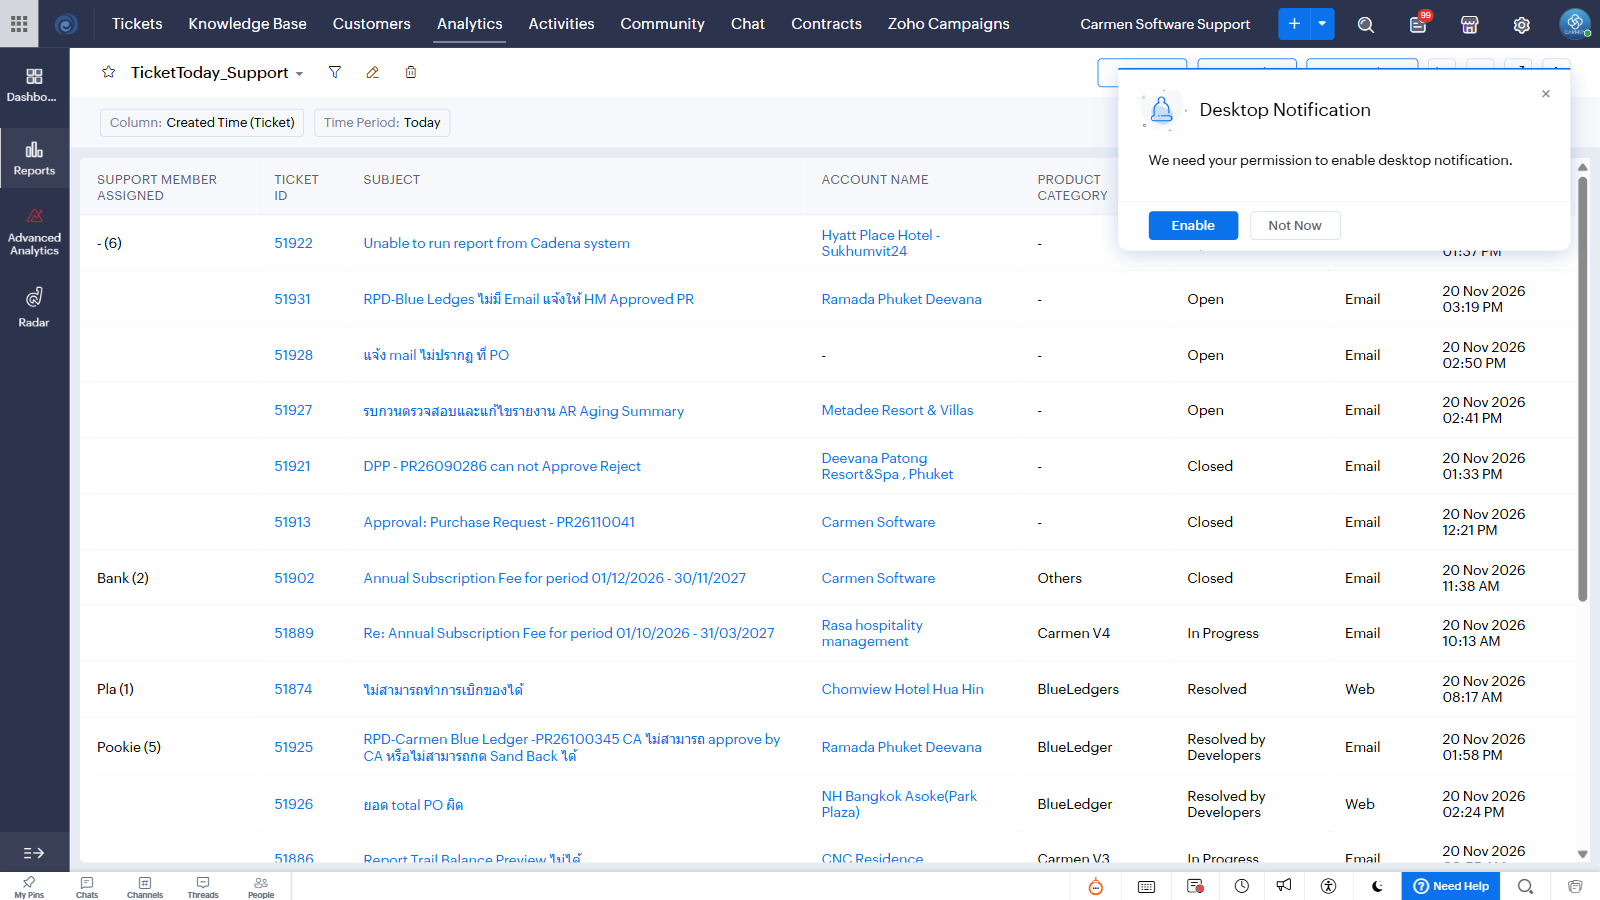 Tickets Knowledge Base Customers Analytics Activities Community Chat Contracts Zoho Campaigns Carmen Software Support 99
TicketToday_Support
Dashbo...
Reports
Advanced Analytics
Radar
Column: Created Time (Ticket) Time Period: Today
Desktop Notification
We need your permission to enable desktop notification.
Enable Not Now
SUPPORT MEMBER ASSIGNED TICKET ID SUBJECT ACCOUNT NAME PRODUCT CATEGORY
- (6) 51922 Unable to run report from Cadena system Hyatt Place Hotel - Sukhumvit24 - 01:37 PM
51931 RPD-Blue Ledges ไม่มี Email แจ้งให้ HM Approved PR Ramada Phuket Deevana - Open Email 20 Nov 2026 03:19 PM
51928 แจ้ง mail ไม่ปรากฏ ที่ PO - - Open Email 20 Nov 2026 02:50 PM
51927 รบกวนตรวจสอบและแก้ไขรายงาน AR Aging Summary Metadee Resort & Villas - Open Email 20 Nov 2026 02:41 PM
51921 DPP - PR26090286 can not Approve Reject Deevana Patong Resort&Spa , Phuket - Closed Email 20 Nov 2026 01:33 PM
51913 Approval: Purchase Request - PR26110041 Carmen Software - Closed Email 20 Nov 2026 12:21 PM
Bank (2) 51902 Annual Subscription Fee for period 01/12/2026 - 30/11/2027 Carmen Software Others Closed Email 20 Nov 2026 11:38 AM
51889 Re: Annual Subscription Fee for period 01/10/2026 - 31/03/2027 Rasa hospitality management Carmen V4 In Progress Email 20 Nov 2026 10:13 AM
Pla (1) 51874 ไม่สามารถทำการเบิกของได้ Chomview Hotel Hua Hin BlueLedgers Resolved Web 20 Nov 2026 08:17 AM
Pookie (5) 51925 RPD-Carmen Blue Ledger -PR26100345 CA ไม่สามารถ approve by CA หรือไม่สามารถกด Sand Back ได้ Ramada Phuket Deevana BlueLedger Resolved by Developers Email 20 Nov 2026 01:58 PM
51926 ยอด total PO ผิด NH Bangkok Asoke(Park Plaza) BlueLedger Resolved by Developers Web 20 Nov 2026 02:24 PM
51886 Report Trail Balance Preview ไม่ได้ CNC Residence Carmen V3 In Progress Email 20 Nov 2026
My Pins Chats Channels Threads People Need Help